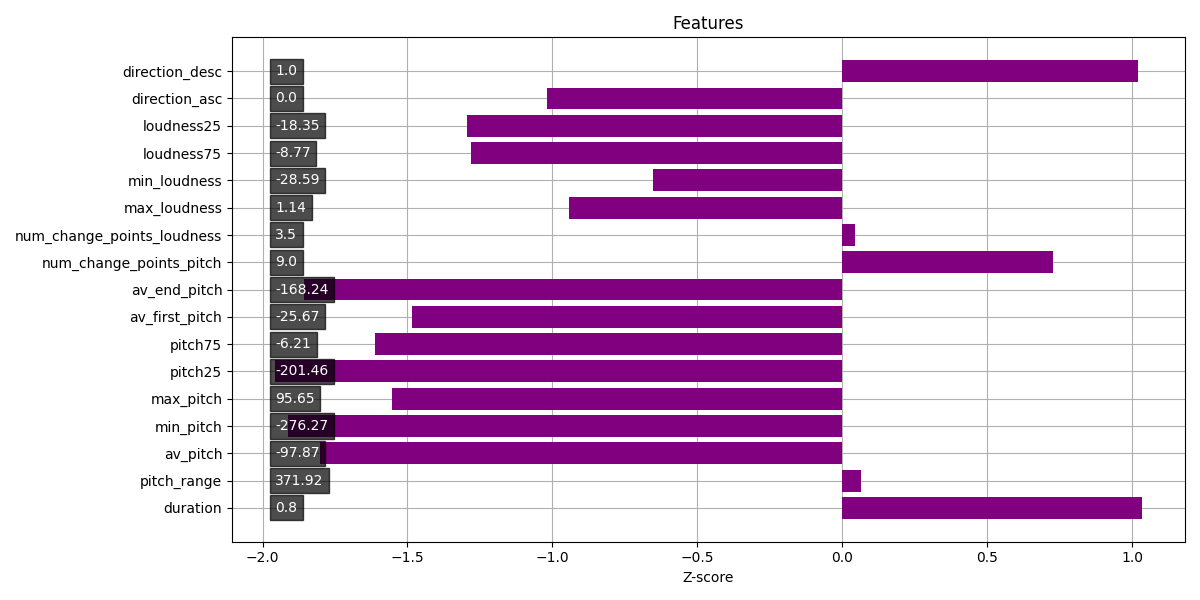 Features
direction_desc 1.0
direction_asc 0.0
loudness25 -18.35
loudness75 -8.77
min_loudness -28.59
max_loudness 1.14
num_change_points_loudness 3.5
num_change_points_pitch 9.0
av_end_pitch -168.24
av_first_pitch -25.67
pitch75 -6.21
pitch25 -201.46
max_pitch 95.65
min_pitch -276.27
av_pitch -97.87
pitch_range 371.92
duration 0.8
−2.0 −1.5 −1.0 −0.5 0.0 0.5 1.0
Z-score